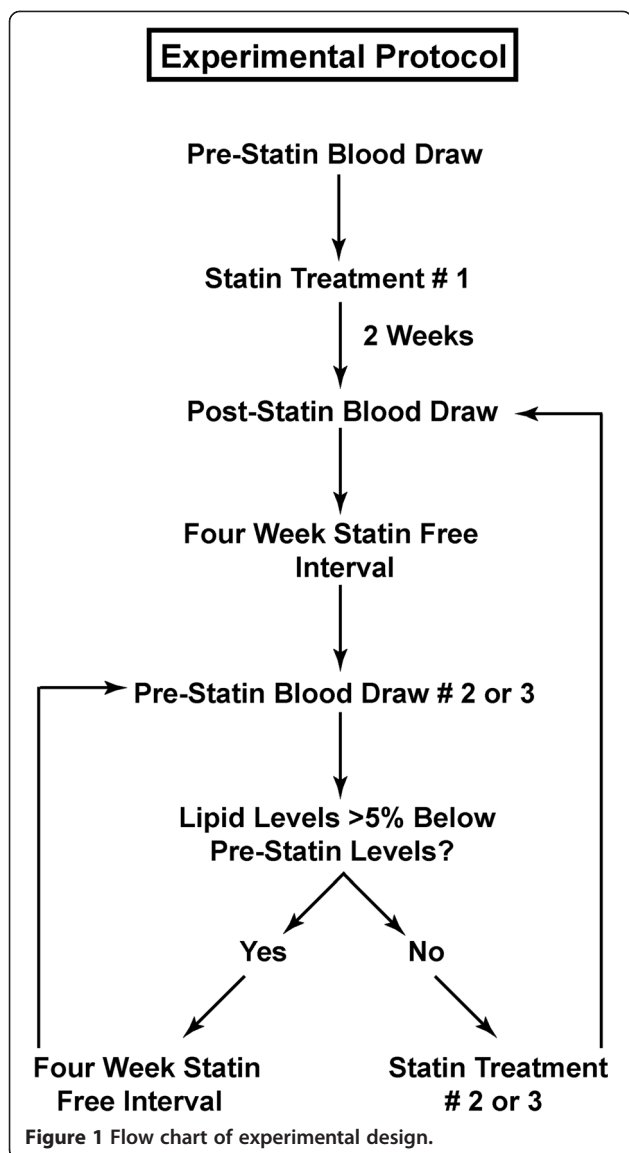 Experimental Protocol
Pre-Statin Blood Draw
Statin Treatment # 1
2 Weeks
Post-Statin Blood Draw
Four Week Statin Free
Interval
Pre-Statin Blood Draw # 2 or 3
Lipid Levels >5% Below
Pre-Statin Levels?
Yes
No
Four Week Statin
Free Interval
Statin Treatment
# 2 or 3
Figure 1 Flow chart of experimental design.